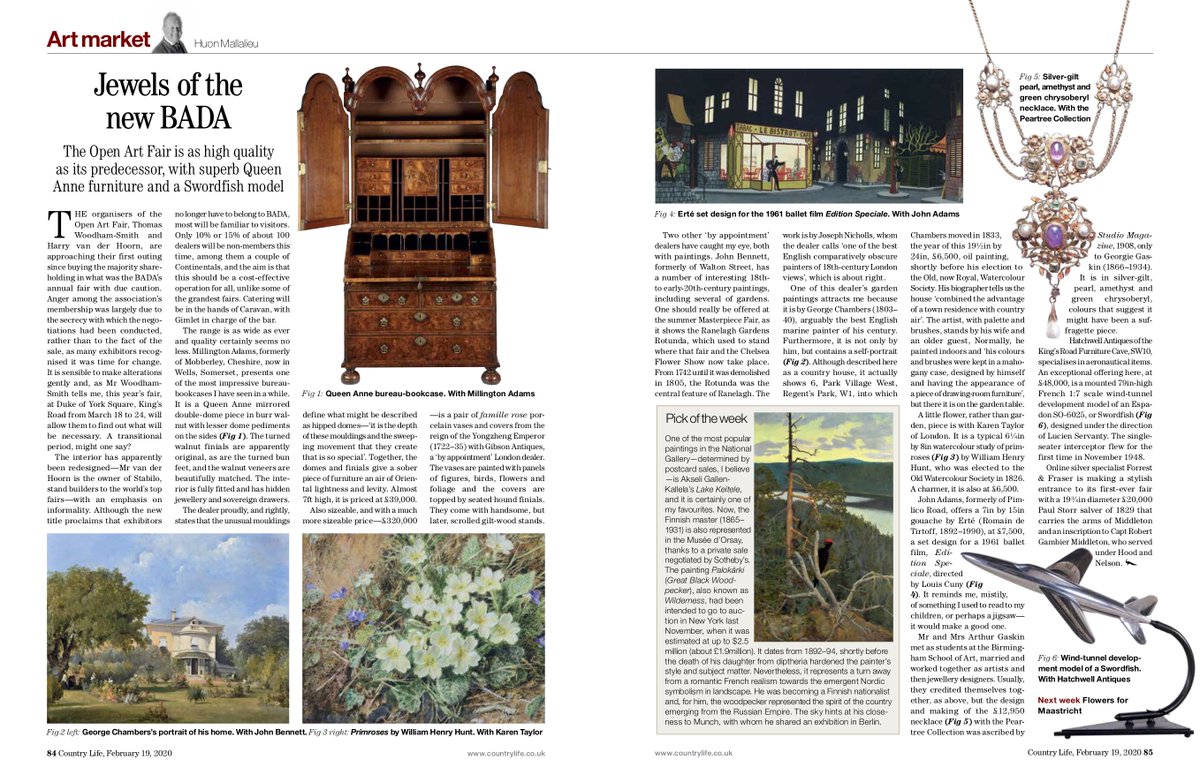 Art market
Huon Mallalieu
Jewels of the
new BADA
The Open Art Fair is as high quality
as its predecessor, with superb Queen
Anne furniture and a Swordfish model
THE organisers of the
Open Art Fair, Thomas
Woodham-Smith and
Harry van der Hoorn, are
approaching their first outing
since buying the majority share-
holding in what was the BADA's
annual fair with due caution.
Anger among the association's
membership was largely due to
the secrecy with which the nego-
tiations had been conducted,
rather than to the fact of the
sale, as many exhibitors recog-
nised it was time for change.
It is sensible to make alterations
gently and, as Mr Woodham-
Smith tells me, this year's fair,
at Duke of York Square, King's
Road from March 18 to 24, will
allow them to find out what will
be necessary. A transitional
period, might one say?
The interior has apparently
been redesigned—Mr van der
Hoorn is the owner of Stabilo,
stand builders to the world's top
fairs—with an emphasis on
informality. Although the new
title proclaims that exhibitors
no longer have to belong to BADA,
most will be familiar to visitors.
Only 10% or 15% of about 100
dealers will be non-members this
time, among them a couple of
Continentals, and the aim is that
this should be a cost-effective
operation for all, unlike some of
the grandest fairs. Catering will
be in the hands of Caravan, with
Gimlet in charge of the bar.
The range is as wide as ever
and quality certainly seems no
less. Millington Adams, formerly
of Mobberley, Cheshire, now in
Wells, Somerset, presents one
of the most impressive bureau-
bookcases I have seen in a while.
It is a Queen Anne mirrored
double-dome piece in burr wal-
nut with lesser dome pediments
on the sides (Fig 1). The turned
walnut finials are apparently
original, as are the turned bun
feet, and the walnut veneers are
beautifully matched. The inte-
rior is fully fitted and has hidden
jewellery and sovereign drawers.
The dealer proudly, and rightly,
states that the unusual mouldings
Fig 1: Queen Anne bureau-bookcase. With Millington Adams
define what might be described
as hipped domes—'it is the depth
of these mouldings and the sweep-
ing movement that they create
that is so special'. Together, the
domes and finials give a sober
piece of furniture an air of Orien-
tal lightness and levity. Almost
7ft high, it is priced at £39,000.
Also sizeable, and with a much
more sizeable price—£320,000
—is a pair of famille rose por-
celain vases and covers from the
reign of the Yongzheng Emperor
(1722–35) with Gibson Antiques,
a 'by appointment' London dealer.
The vases are painted with panels
of figures, birds, flowers and
foliage and the covers are
topped by seated hound finials.
They come with handsome, but
later, scrolled gilt-wood stands.
Fig 2 left: George Chambers's portrait of his home. With John Bennett. Fig 3 right: Primroses by William Henry Hunt. With Karen Taylor
84 Country Life, February 19, 2020
www.countrylife.co.uk
TABAC LE BISTROT CAFE
Fig 4: Erté set design for the 1961 ballet film Edition Speciale. With John Adams
Fig 5: Silver-gilt
pearl, amethyst and
green chrysoberyl
necklace. With the
Peartree Collection
Two other 'by appointment'
dealers have caught my eye, both
with paintings. John Bennett,
formerly of Walton Street, has
a number of interesting 18th-
to early-20th-century paintings,
including several of gardens.
One should really be offered at
the summer Masterpiece Fair, as
it shows the Ranelagh Gardens
Rotunda, which used to stand
where that fair and the Chelsea
Flower Show now take place.
From 1742 until it was demolished
in 1805, the Rotunda was the
central feature of Ranelagh. The
work is by Joseph Nicholls, whom
the dealer calls 'one of the best
English comparatively obscure
painters of 18th-century London
views', which is about right.
One of this dealer's garden
paintings attracts me because
it is by George Chambers (1803–
40), arguably the best English
marine painter of his century.
Furthermore, it is not only by
him, but contains a self-portrait
(Fig 2). Although described here
as a country house, it actually
shows 6, Park Village West,
Regent's Park, W1, into which
Pick of the week
One of the most popular
paintings in the National
Gallery—determined by
postcard sales, I believe
—is Akseli Gallen-
Kallela's Lake Keitele,
and it is certainly one of
my favourites. Now, the
Finnish master (1865–
1931) is also represented
in the Musée d'Orsay,
thanks to a private sale
negotiated by Sotheby's.
The painting Palokärki
(Great Black Wood-
pecker), also known as
Wilderness, had been
intended to go to auc-
tion in New York last
November, when it was
estimated at up to $2.5
million (about £1.9million). It dates from 1892–94, shortly before
the death of his daughter from diptheria hardened the painter's
style and subject matter. Nevertheless, it represents a turn away
from a romantic French realism towards the emergent Nordic
symbolism in landscape. He was becoming a Finnish nationalist
and, for him, the woodpecker represented the spirit of the country
emerging from the Russian Empire. The sky hints at his close-
ness to Munch, with whom he shared an exhibition in Berlin.
Chambers moved in 1833,
the year of this 19½in by
24in, £6,500, oil painting,
shortly before his election to
the Old, now Royal, Watercolour
Society. His biographer tells us the
house 'combined the advantage
of a town residence with country
air'. The artist, with palette and
brushes, stands by his wife and
an older guest, Normally, he
painted indoors and 'his colours
and brushes were kept in a maho-
gany case, designed by himself
and having the appearance of
a piece of drawing-room furniture',
but there it is on the garden table.
A little flower, rather than gar-
den, piece is with Karen Taylor
of London. It is a typical 6¼in
by 8in watercolour study of prim-
roses (Fig 3) by William Henry
Hunt, who was elected to the
Old Watercolour Society in 1826.
A charmer, it is also at £6,500.
John Adams, formerly of Pim-
lico Road, offers a 7in by 15in
gouache by Erté (Romain de
Tirtoff, 1892–1990), at £7,500,
a set design for a 1961 ballet
film, Edi-
tion Spe-
ciale, directed
by Louis Cuny (Fig
4). It reminds me, mistily,
of something I used to read to my
children, or perhaps a jigsaw—
it would make a good one.
Mr and Mrs Arthur Gaskin
met as students at the Birming-
ham School of Art, married and
worked together as artists and
then jewellery designers. Usually,
they credited themselves tog-
ether, as above, but the design
and making of the £12,950
necklace (Fig 5) with the Pear-
tree Collection was ascribed by
Studio Maga-
zine, 1908, only
to Georgie Gas-
kin (1866–1934).
It is in silver-gilt,
pearl, amethyst and
green chrysoberyl,
colours that suggest it
might have been a suf-
fragette piece.
Hatchwell Antiques of the
King's Road Furniture Cave, SW10,
specialises in aeronautical items.
An exceptional offering here, at
£48,000, is a mounted 79in-high
French 1:7 scale wind-tunnel
development model of an Espa-
don SO-6025, or Swordfish (Fig
6), designed under the direction
of Lucien Servanty. The single-
seater interceptor flew for the
first time in November 1948.
Online silver specialist Forrest
& Fraser is making a stylish
entrance to its first-ever fair
with a 19¾in diameter £20,000
Paul Storr salver of 1829 that
carries the arms of Middleton
and an inscription to Capt Robert
Gambier Middleton, who served
under Hood and
Nelson.
Fig 6: Wind-tunnel develop-
ment model of a Swordfish.
With Hatchwell Antiques
Next week Flowers for
Maastricht
www.countrylife.co.uk
Country Life, February 19, 2020 85